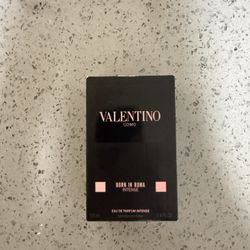 VALENTINO
UOMO
BORN IN ROMA
INTENSE
EAU DE PARFUM INTENSE